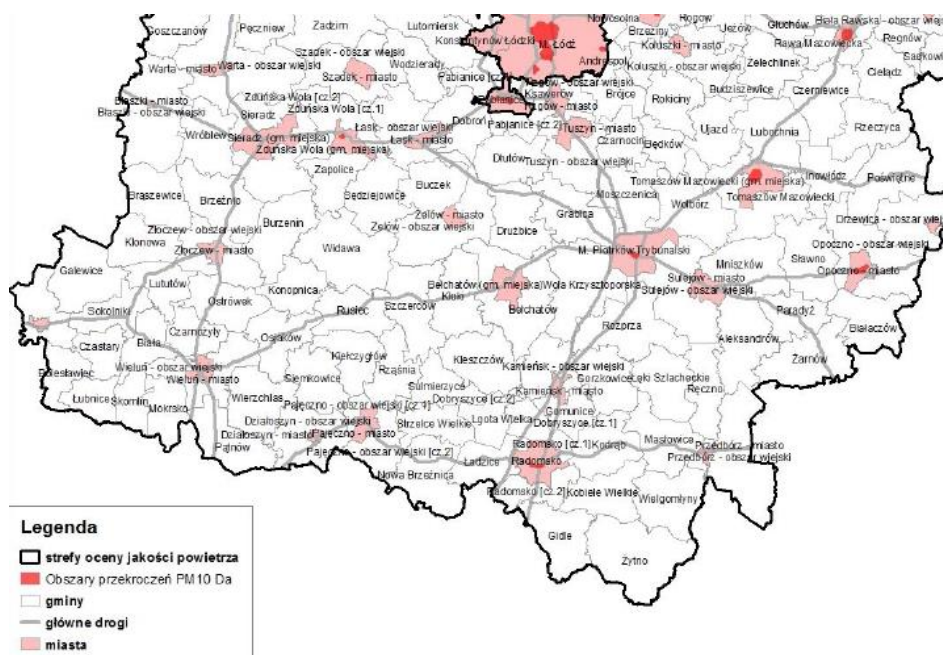 Goszczanów
Pęczniew
Zadzim
Lutomiersk
Nowosolna
Rogów
Głuchów
Biała Rawska - obszar wiejski
Brzeziny
Jeżów
Konstantynów Łódzki
M. Łódź
Koluszki - miasto
Rawa Mazowiecka
Regnów
Sadkowice
Szadek - obszar wiejski
Wodzierady
Andrespol
Żelechlinek
Warta - miasto
Warta - obszar wiejski
Koluszki - obszar wiejski
Cielądz
Szadek - miasto
Ksawerów
Brójce
Budziszewice
Czerniewice
Rokiciny
Zduńska Wola [cz.2]
Zduńska Wola [cz.1]
Błaszki - miasto
Błaszki - obszar wiejski
Sieradz
Dobroń
Pabianice [cz.2]
Tuszyn - miasto
Ujazd
Lubochnia
Rzeczyca
Wróblew
Sieradz (gm. miejska)
Łask - obszar wiejski
Łask - miasto
Czarnocin
Będków
Zduńska Wola (gm. miejska)
Dłutów
Tuszyn - obszar wiejski
Zapolice
Inowłódz
Poświętne
Buczek
Moszczenica
Tomaszów Mazowiecki (gm. miejska)
Brąszewice
Brzeźnio
Sędziejowice
Tomaszów Mazowiecki
Wolbórz
Grabica
Burzenin
Zelów - miasto
Zelów - obszar wiejski
Złoczew - obszar wiejski
Złoczew - miasto
Klonowa
Widawa
Drużbice
M. Piotrków Trybunalski
Sławno
Opoczno - obszar wiejski
Mniszków
Opoczno - miasto
Galewice
Lututów
Konopnica
Bełchatów (gm. miejska)
Wola Krzysztoporska
Sulejów - miasto
Sulejów - obszar wiejski
Ostrówek
Kluki
Szczerców
Bełchatów
Rusiec
Sokolniki
Paradyż
Czarnożyły
Rozprza
Białaczów
Osjaków
Aleksandrów
Biała
Czastary
Kiełczygłów
Kleszczów
Żarnów
Wieluń - obszar wiejski
Wieluń - miasto
Rząśnia
Kamieńsk - obszar wiejski
Bolesławiec
Siemkowice
Sulmierzyce
Gorzkowice
Łęki Szlacheckie
Kamieńsk - miasto
Ręczno
Łubnice
Skomlin
Wierzchlas
Dobryszyce [cz.2]
Pajęczno - obszar wiejski [cz.1]
Mokrsko
Gomunice
Działoszyn - obszar wiejski
Strzelce Wielkie
Lgota Wielka
Dobryszyce [cz.1]
Działoszyn - miasto
Pajęczno - miasto
Radomsko [cz.1]
Kodrąb
Masłowice
Przedbórz - miasto
Pątnów
Pajęczno - obszar wiejski [cz.2]
Ładzice
Radomsko
Przedbórz - obszar wiejski
Nowa Brzeźnica
Radomsko [cz.2]
Kobiele Wielkie
Wielgomłyny
Gidle
Żytno
Legenda
strefy oceny jakości powietrza
Obszary przekroczeń PM10 Da
gminy
główne drogi
miasta